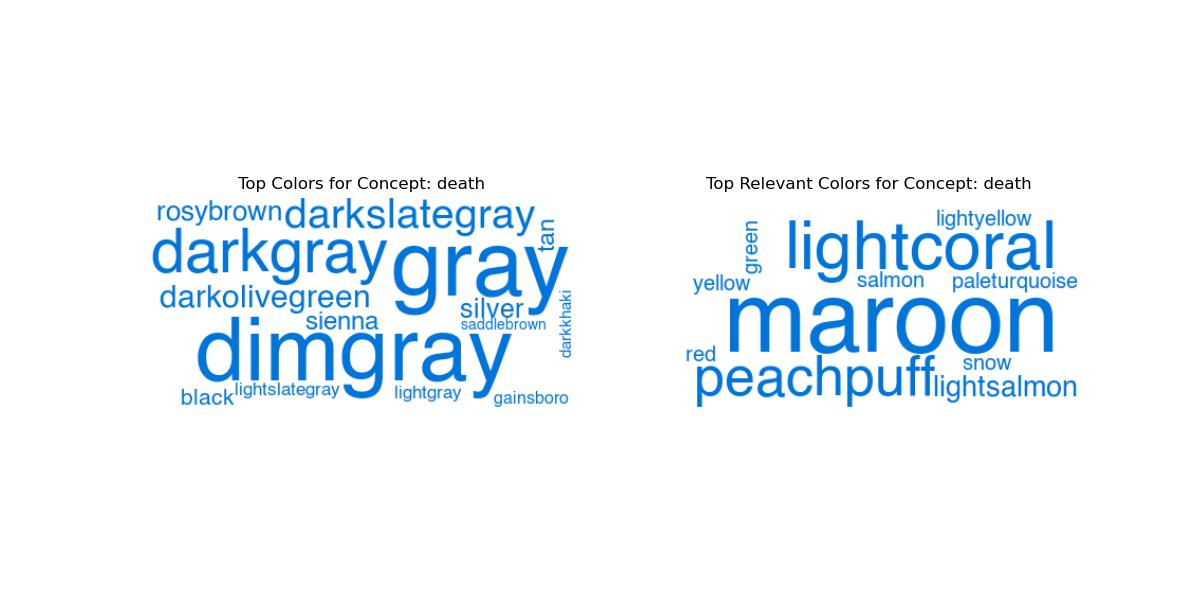 Top Colors for Concept: death
rosybrown darkslategray
tan
darkgray gray
darkolivegreen silver
sienna saddlebrown
darkkhaki
dimgray
black lightslategray lightgray gainsboro
Top Relevant Colors for Concept: death
lightyellow
green lightcoral
yellow salmon paleturquoise
maroon
red snow
peachpuff lightsalmon